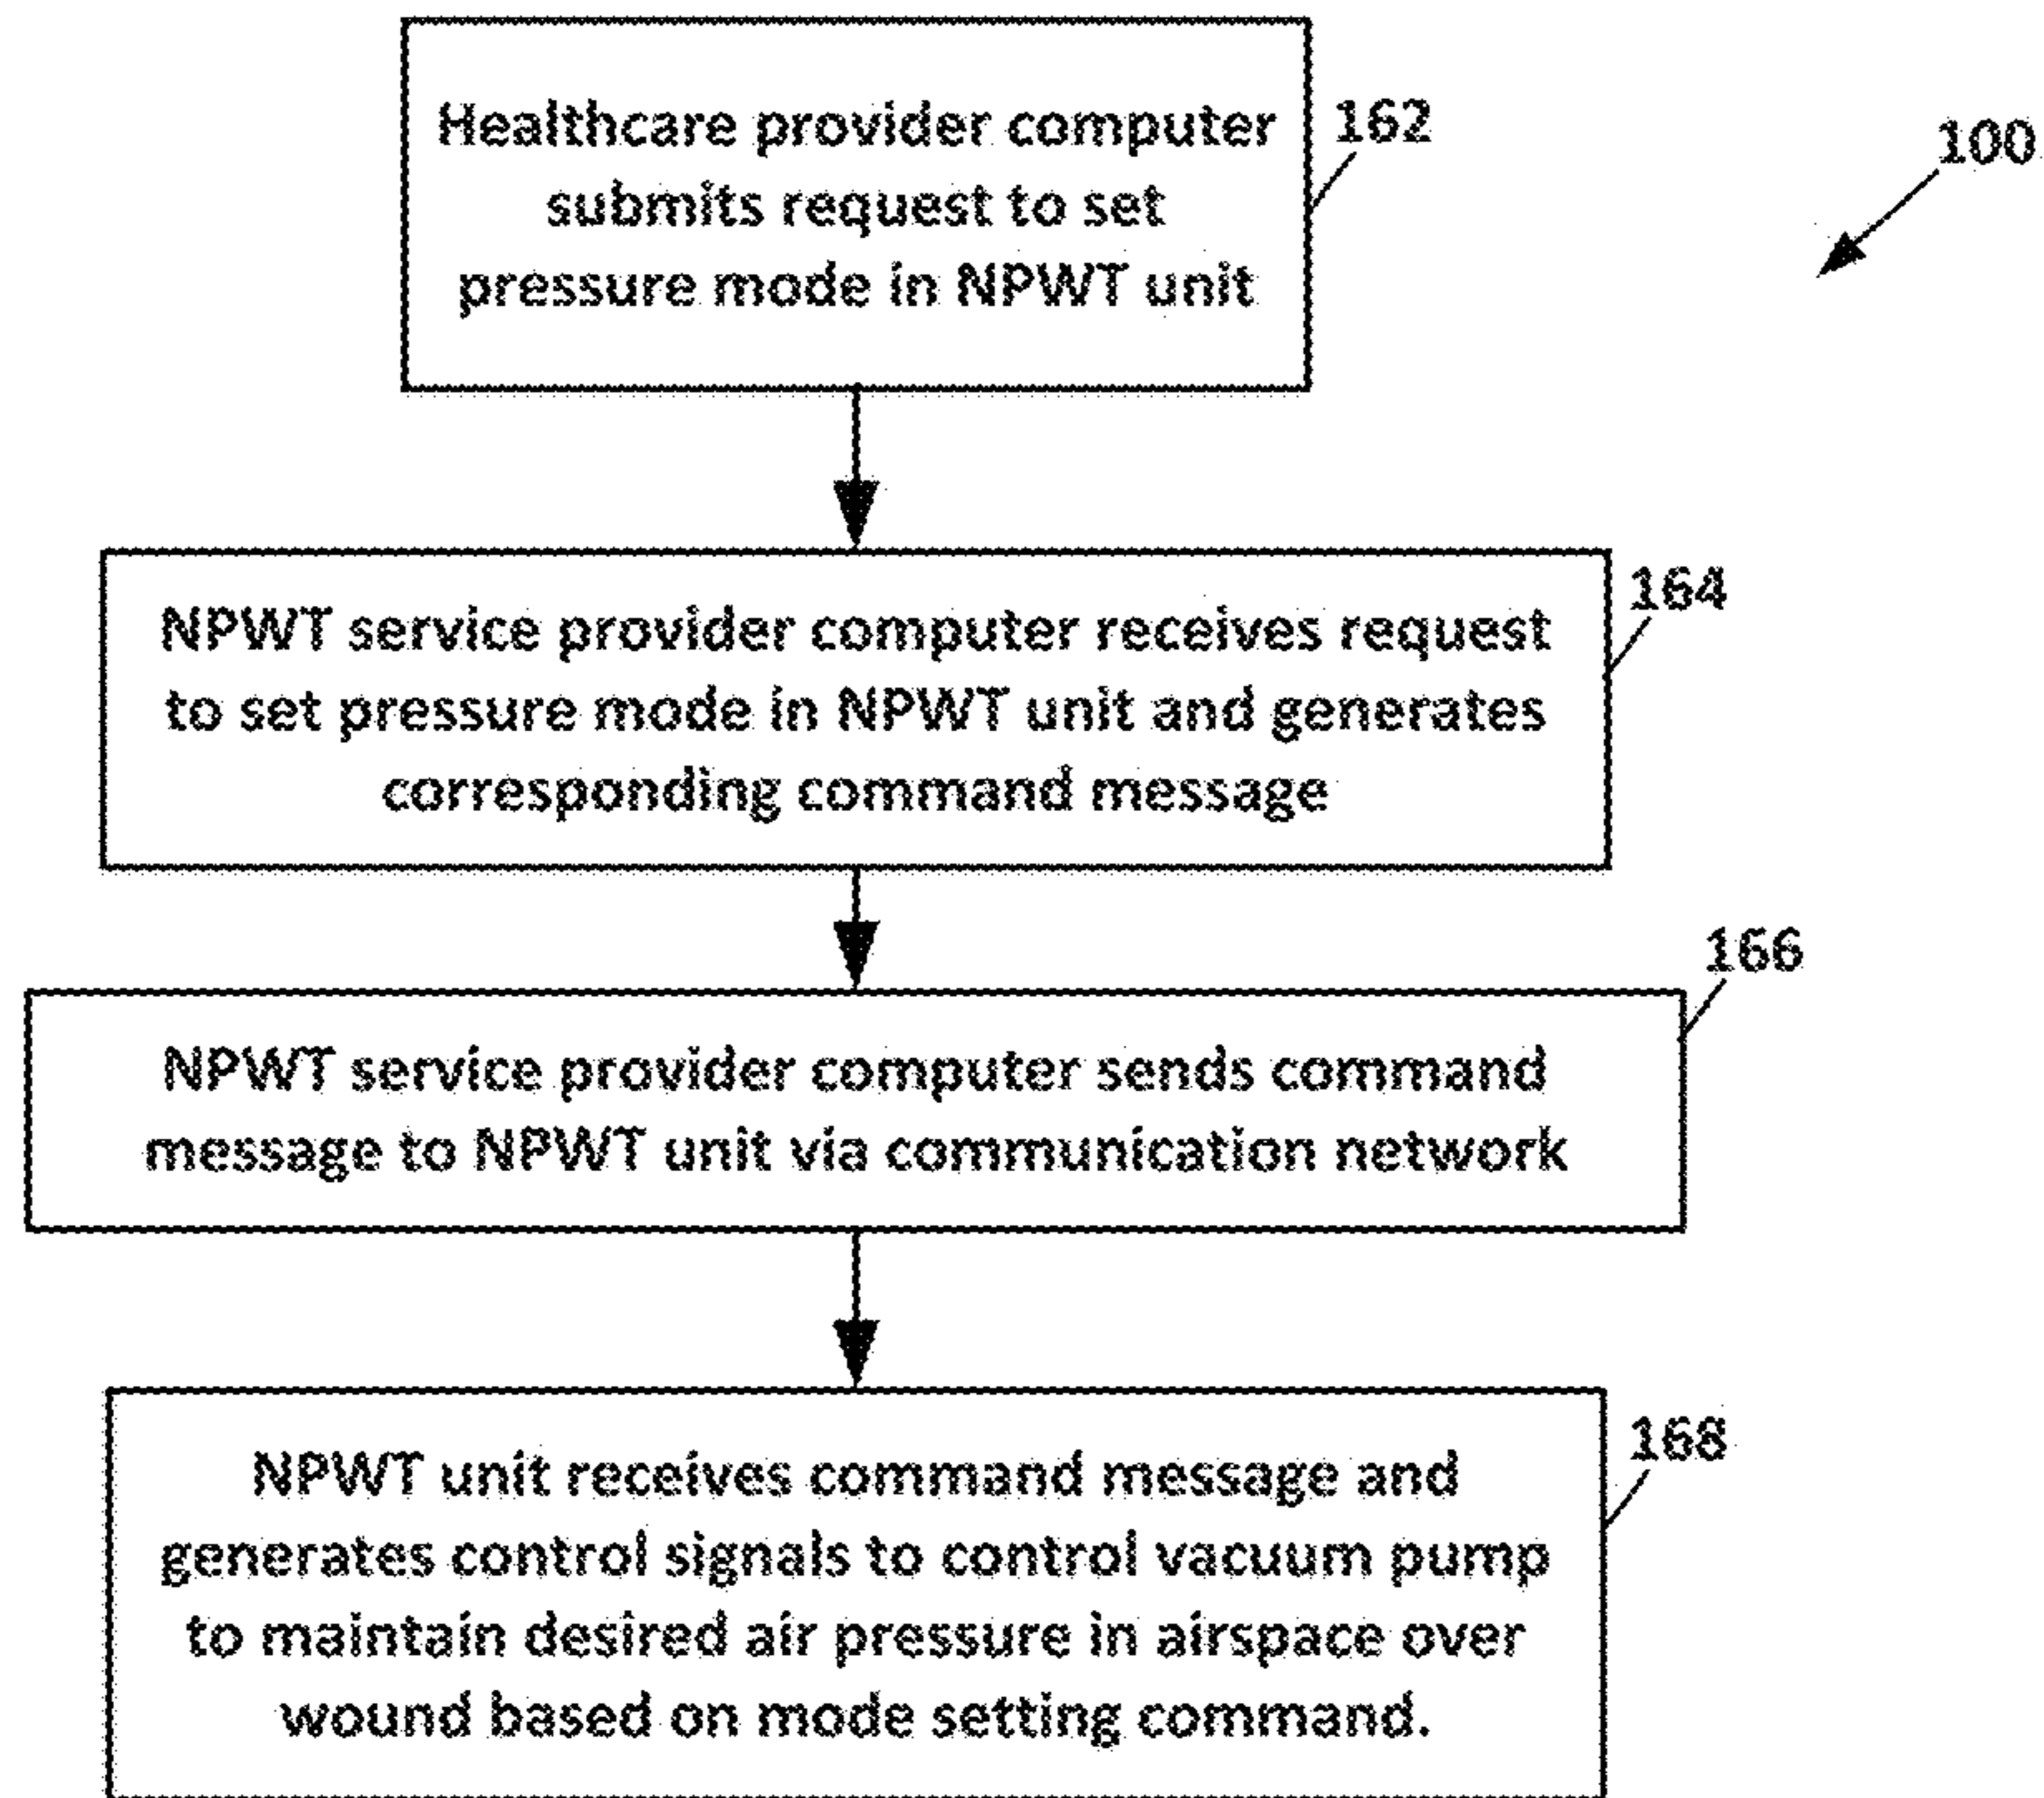 Healthcare provider computer
submits request to set
pressure mode in NPWT unit
162
100
NPWT service provider computer receives request
to set pressure mode in NPWT unit and generates
corresponding command message
164
166
NPWT service provider computer sends command
message to NPWT unit via communication network
NPWT unit receives command message and
generates control signals to control vacuum pump
to maintain desired air pressure in airspace over
wound based on mode setting command.
168